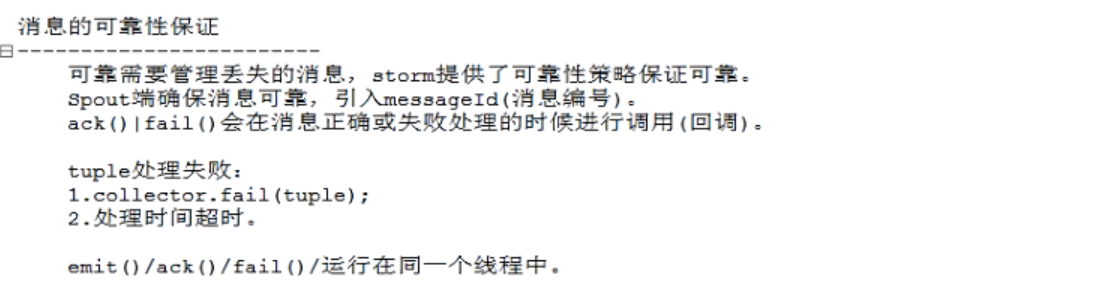 消息的可靠性保证
------------------------
可靠需要管理丢失的消息，storm提供了可靠性策略保证可靠。
Spout端确保消息可靠，引入messageId(消息编号)。
ack()|fail()会在消息正确或失败处理的时候进行调用(回调)。
tuple处理失败：
1.collector.fail(tuple);
2.处理时间超时。
emit()/ack()/fail()/运行在同一个线程中。